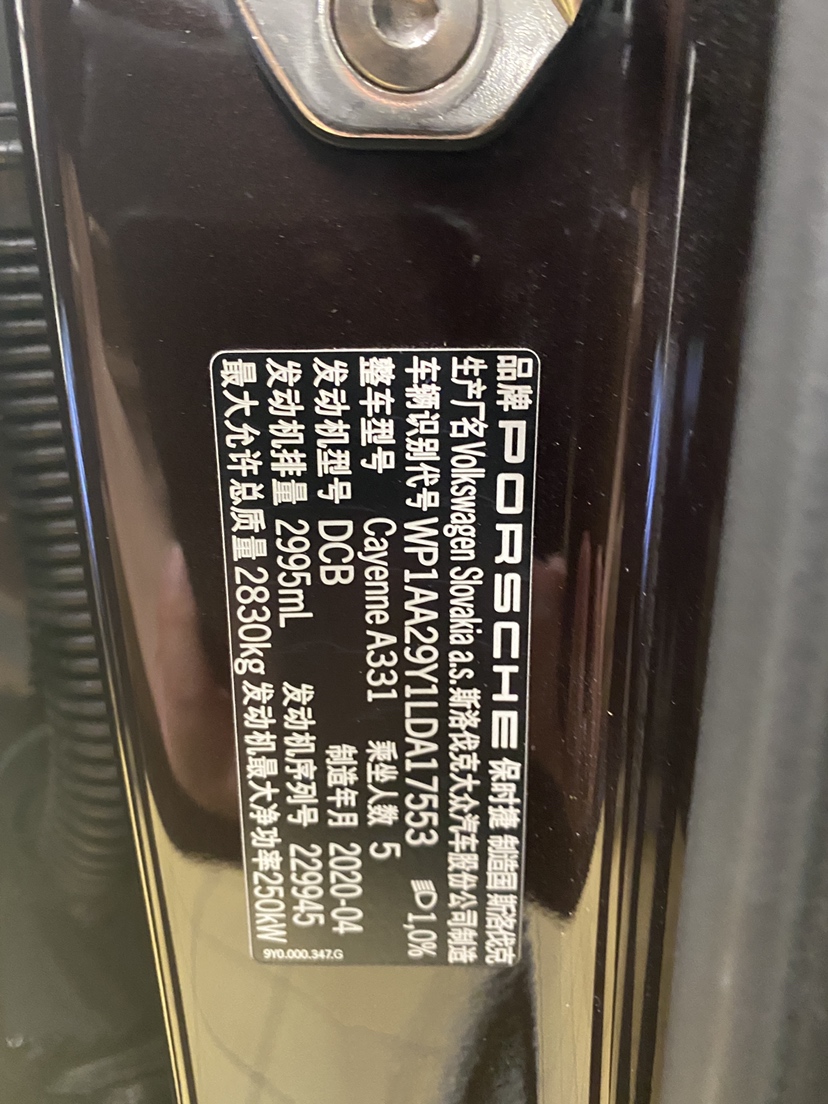 品牌 PORSCHE 保时捷 制造国 斯洛伐克
生产厂名 Volkswagen Slovakia a.s. 斯洛伐克大众汽车股份公司制造
车辆识别代号 WP1AA29Y1LDA17553 1,0%
整车型号 Cayenne A331 乘坐人数 5
发动机型号 DCB 制造年月 2020-04
发动机排量 2995mL 发动机序列号 229945
最大允许总质量 2830kg 发动机最大净功率 250kW
9Y0.000.347.G